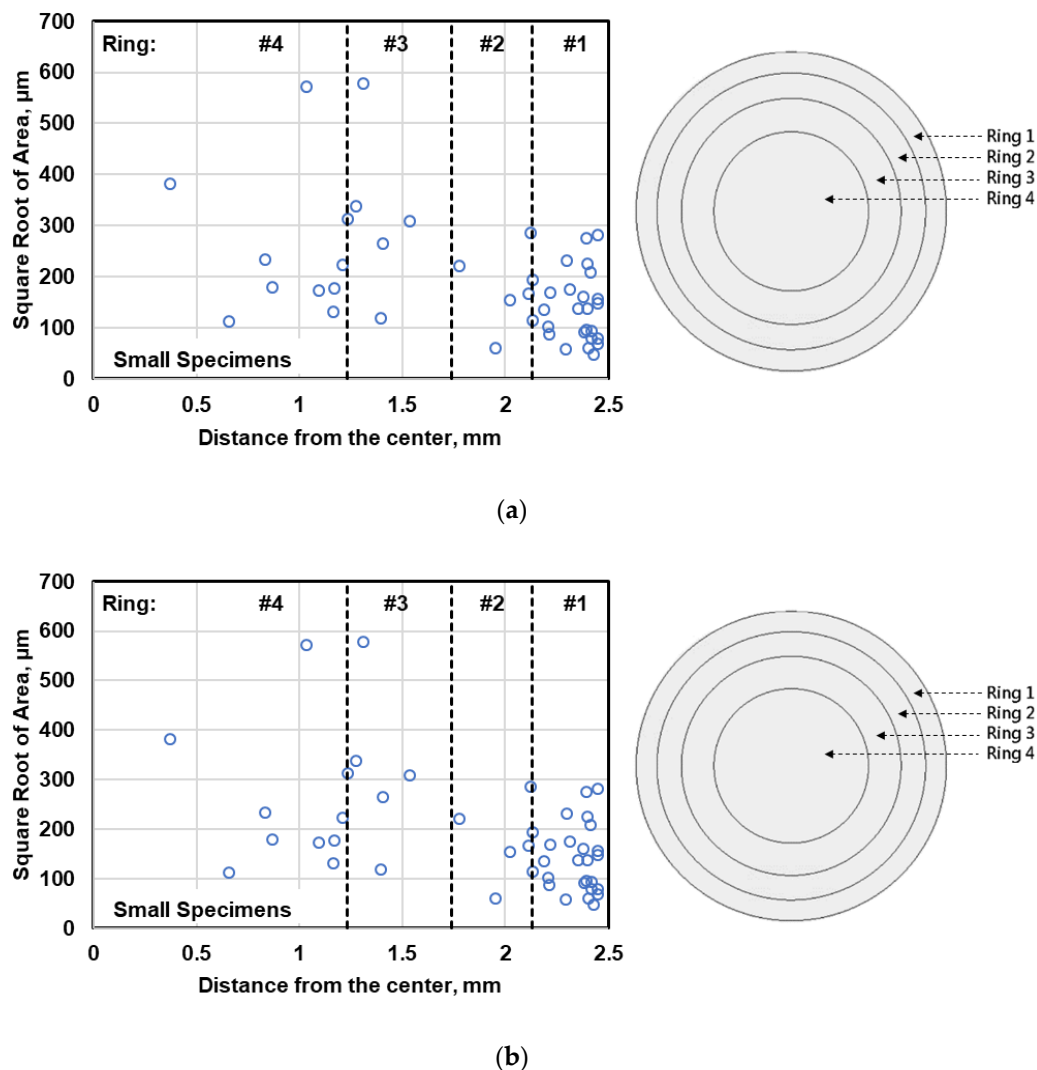 700
600
500
400
300
200
100
0
Square Root of Area, µm
Ring: #4 #3 #2 #1
Small Specimens
0 0.5 1 1.5 2 2.5
Distance from the center, mm
Ring 1
Ring 2
Ring 3
Ring 4
(a)
700
600
500
400
300
200
100
0
Square Root of Area, µm
Ring: #4 #3 #2 #1
Small Specimens
0 0.5 1 1.5 2 2.5
Distance from the center, mm
Ring 1
Ring 2
Ring 3
Ring 4
(b)